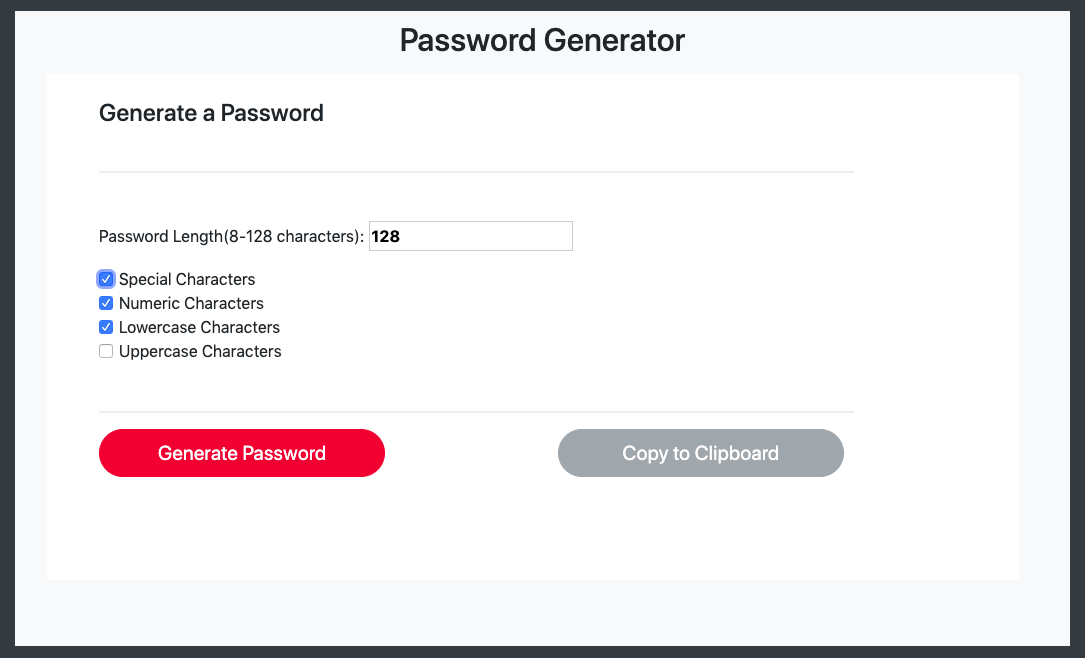 Password Generator
Generate a Password
Password Length(8-128 characters): 128
Special Characters
Numeric Characters
Lowercase Characters
Uppercase Characters
Generate Password
Copy to Clipboard